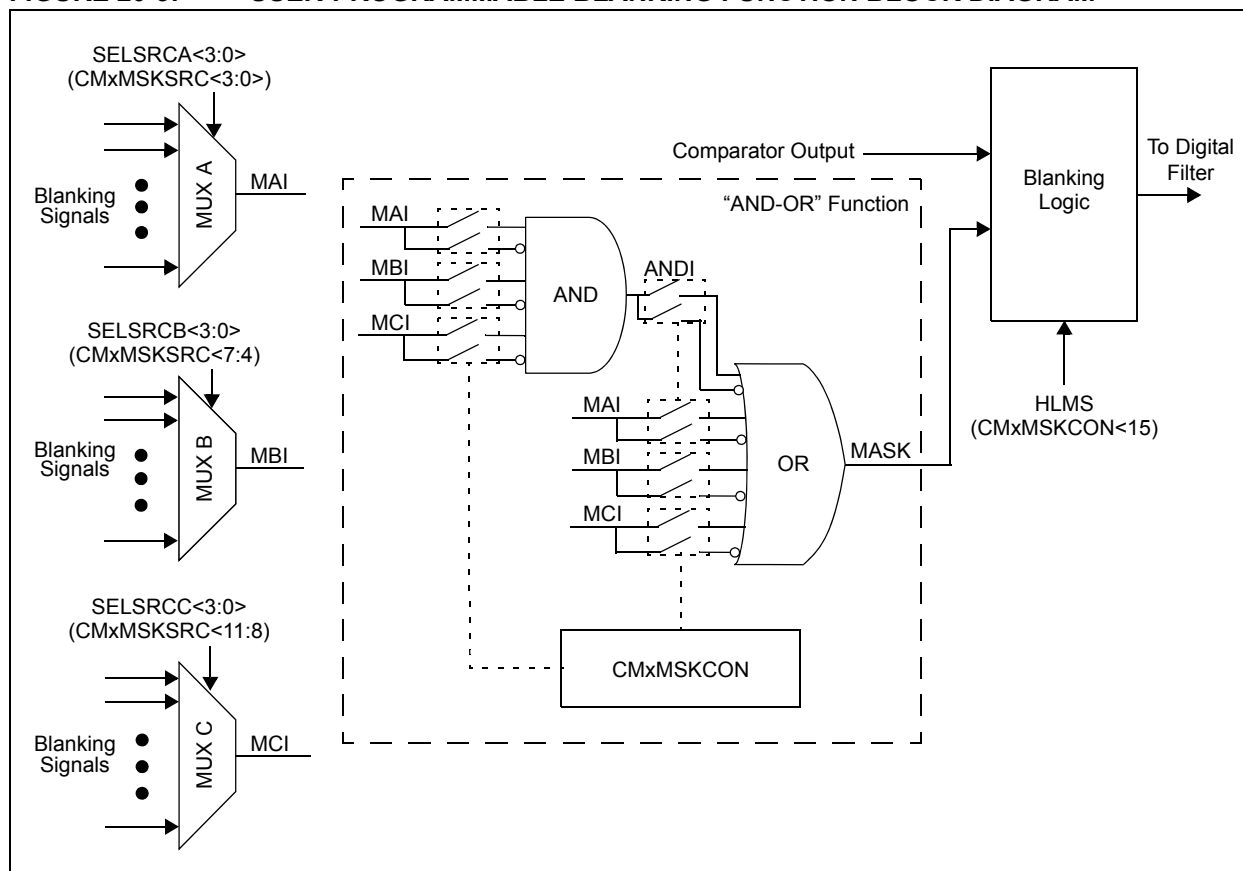 SELSRCA<3:0>
(CMxMSKSRC<3:0>)
Blanking
Signals
MUX A
MAI
SELSRCB<3:0>
(CMxMSKSRC<7:4)
Blanking
Signals
MUX B
MBI
SELSRCC<3:0>
(CMxMSKSRC<11:8)
Blanking
Signals
MUX C
MCI
“AND-OR” Function
MAI
MBI
MCI
AND
ANDI
MAI
MBI
MCI
OR
MASK
CMxMSKCON
Comparator Output
Blanking
Logic
To Digital
Filter
HLMS
(CMxMSKCON<15)